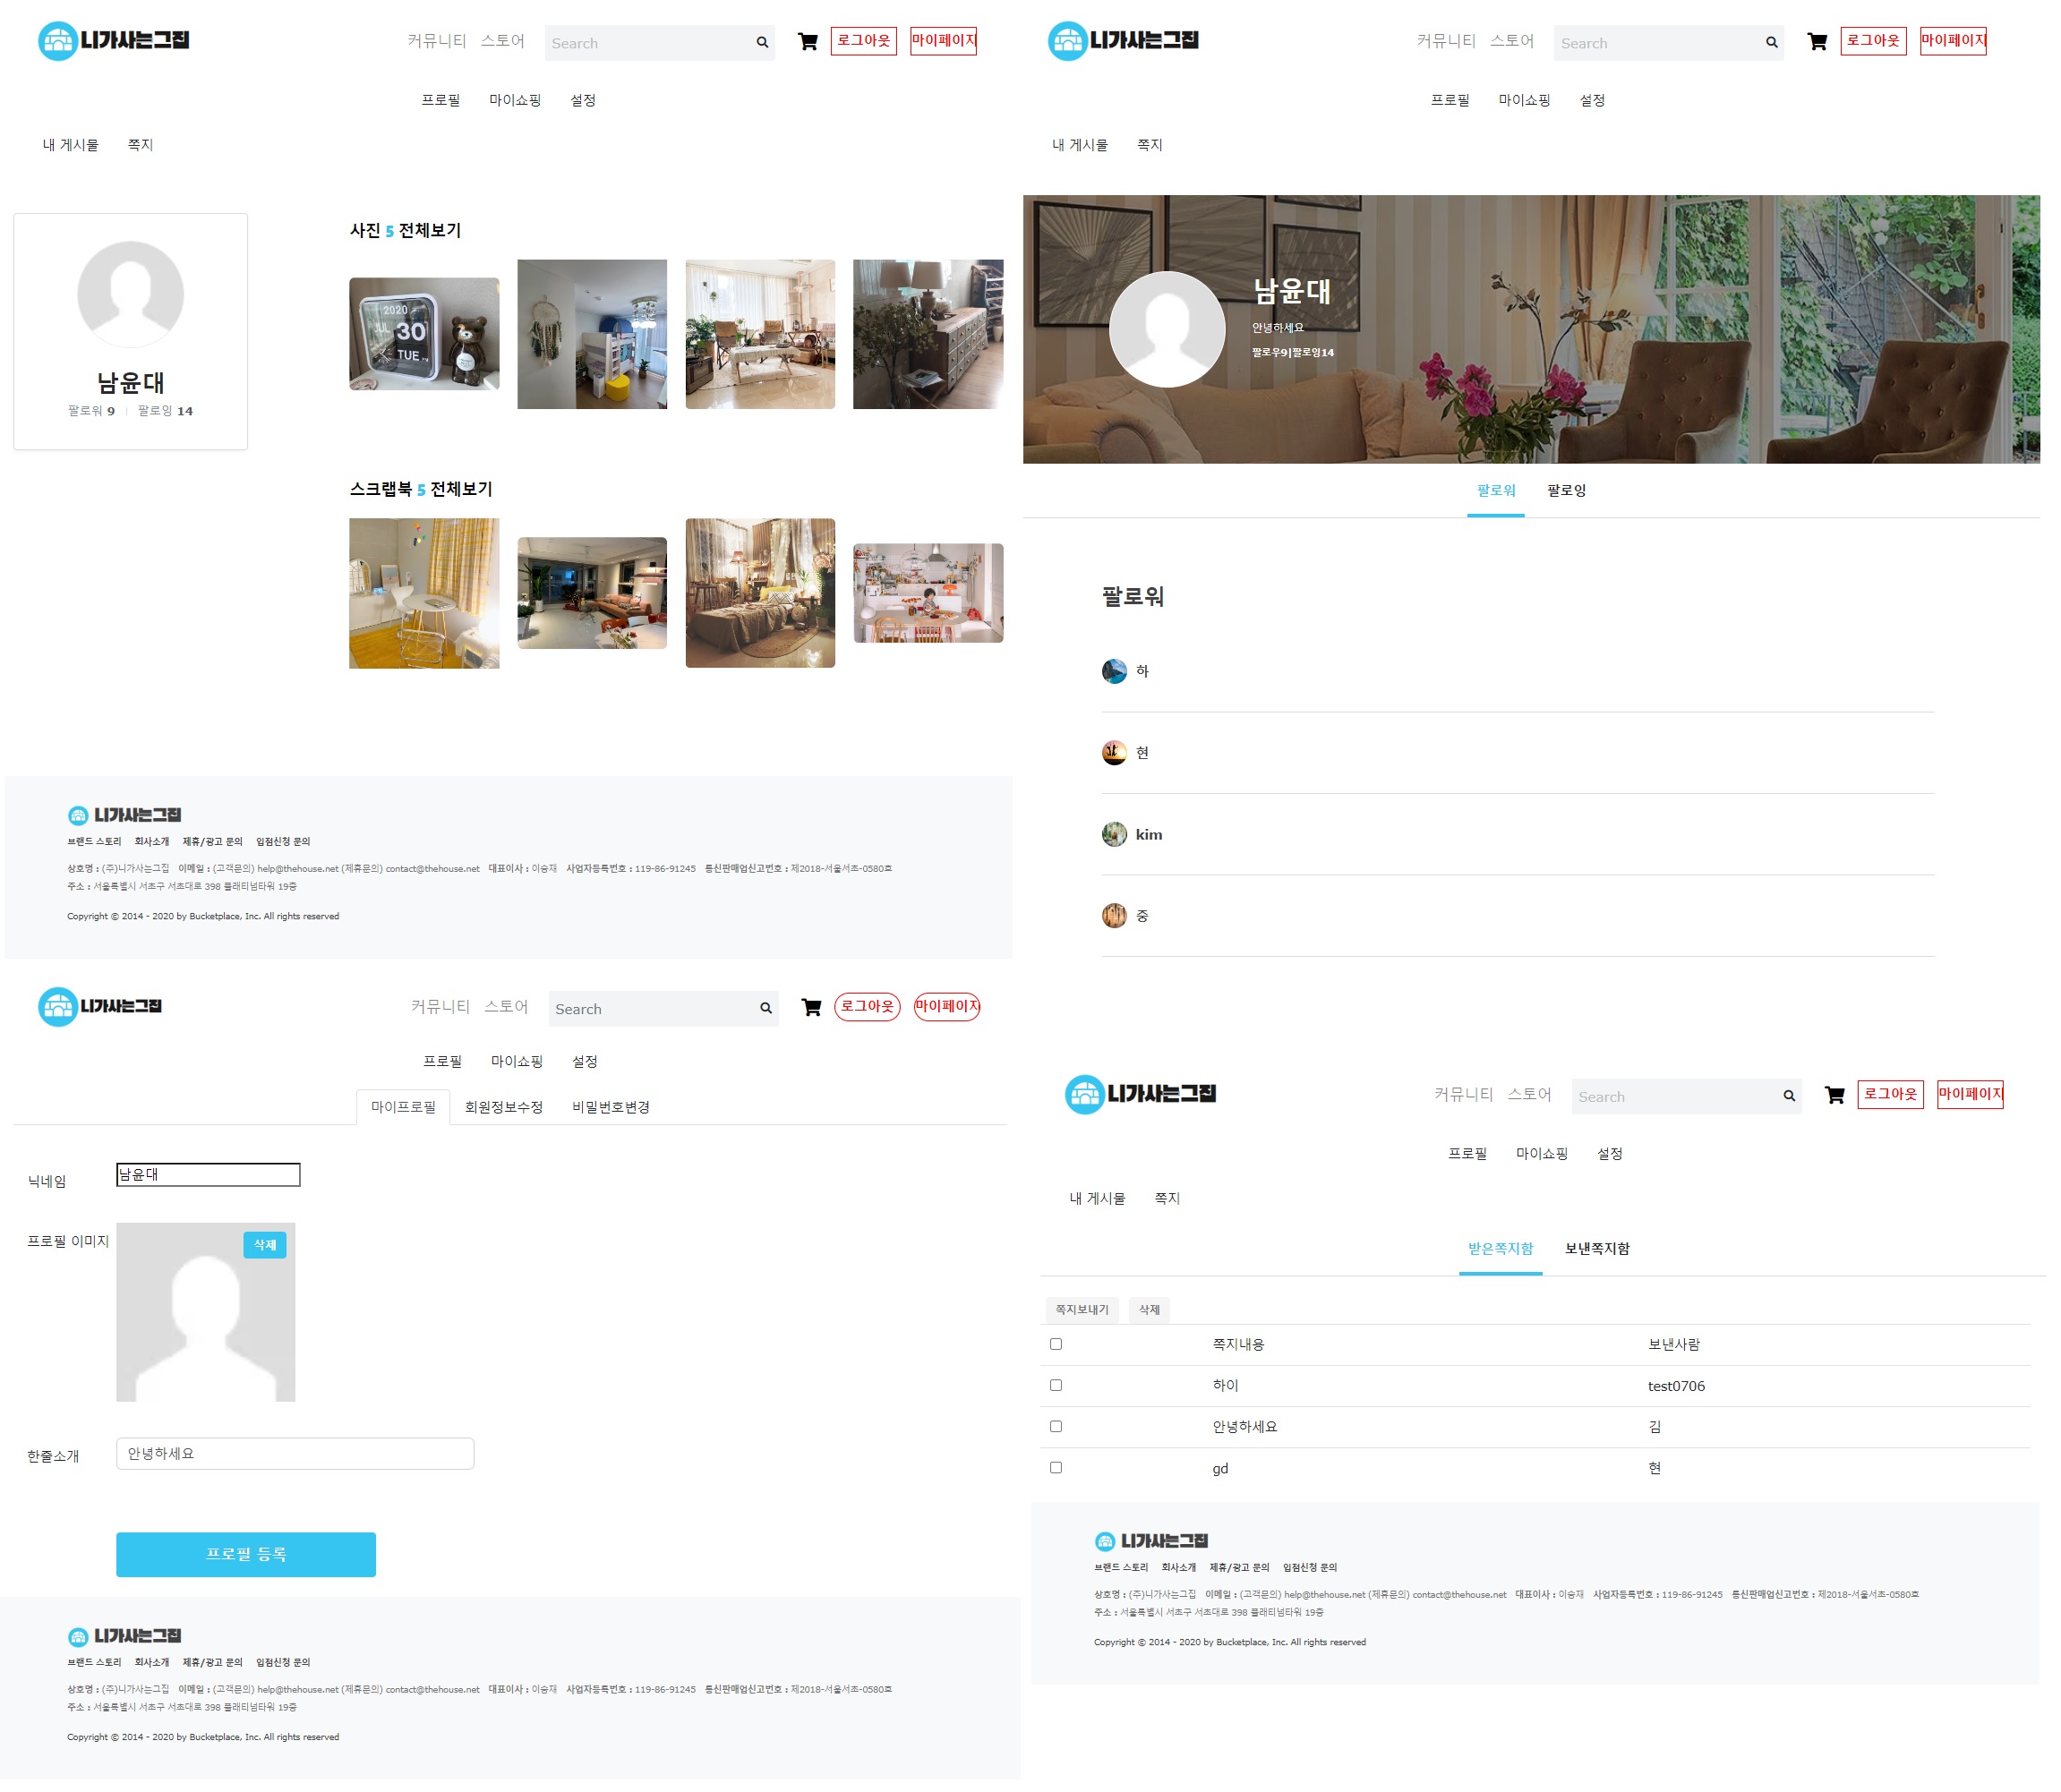 니가사는그집 커뮤니티 스토어 Search 로그아웃 마이페이지
프로필 마이쇼핑 설정
내 게시물 쪽지
남윤대
팔로워 9 | 팔로잉 14
사진 5 전체보기
2020
JUL 30
TUE
스크랩북 5 전체보기
니가사는그집
브랜드 스토리 회사소개 제휴/광고 문의 입점신청 문의
상호명 : (주)니가사는그집 이메일 : (고객문의) help@thehouse.net (제휴문의) contact@thehouse.net 대표이사 : 이승재 사업자등록번호 : 119-86-91245 통신판매업신고번호 : 제2018-서울서초-0580호
주소 : 서울특별시 서초구 서초대로 398 플래티넘타워 19층
Copyright © 2014 - 2020 by Bucketplace, Inc. All rights reserved
니가사는그집 커뮤니티 스토어 Search 로그아웃 마이페이지
프로필 마이쇼핑 설정
내 게시물 쪽지
남윤대
안녕하세요
팔로우9|팔로잉14
팔로워 팔로잉
팔로워
하
현
kim
중
니가사는그집 커뮤니티 스토어 Search 로그아웃 마이페이지
프로필 마이쇼핑 설정
마이프로필 회원정보수정 비밀번호변경
닉네임 남윤대
프로필 이미지 삭제
한줄소개 안녕하세요
프로필 등록
니가사는그집
브랜드 스토리 회사소개 제휴/광고 문의 입점신청 문의
상호명 : (주)니가사는그집 이메일 : (고객문의) help@thehouse.net (제휴문의) contact@thehouse.net 대표이사 : 이승재 사업자등록번호 : 119-86-91245 통신판매업신고번호 : 제2018-서울서초-0580호
주소 : 서울특별시 서초구 서초대로 398 플래티넘타워 19층
Copyright © 2014 - 2020 by Bucketplace, Inc. All rights reserved
니가사는그집 커뮤니티 스토어 Search 로그아웃 마이페이지
프로필 마이쇼핑 설정
내 게시물 쪽지
받은쪽지함 보낸쪽지함
쪽지보내기 삭제
쪽지내용 보낸사람
하이 test0706
안녕하세요 김
gd 현
니가사는그집
브랜드 스토리 회사소개 제휴/광고 문의 입점신청 문의
상호명 : (주)니가사는그집 이메일 : (고객문의) help@thehouse.net (제휴문의) contact@thehouse.net 대표이사 : 이승재 사업자등록번호 : 119-86-91245 통신판매업신고번호 : 제2018-서울서초-0580호
주소 : 서울특별시 서초구 서초대로 398 플래티넘타워 19층
Copyright © 2014 - 2020 by Bucketplace, Inc. All rights reserved